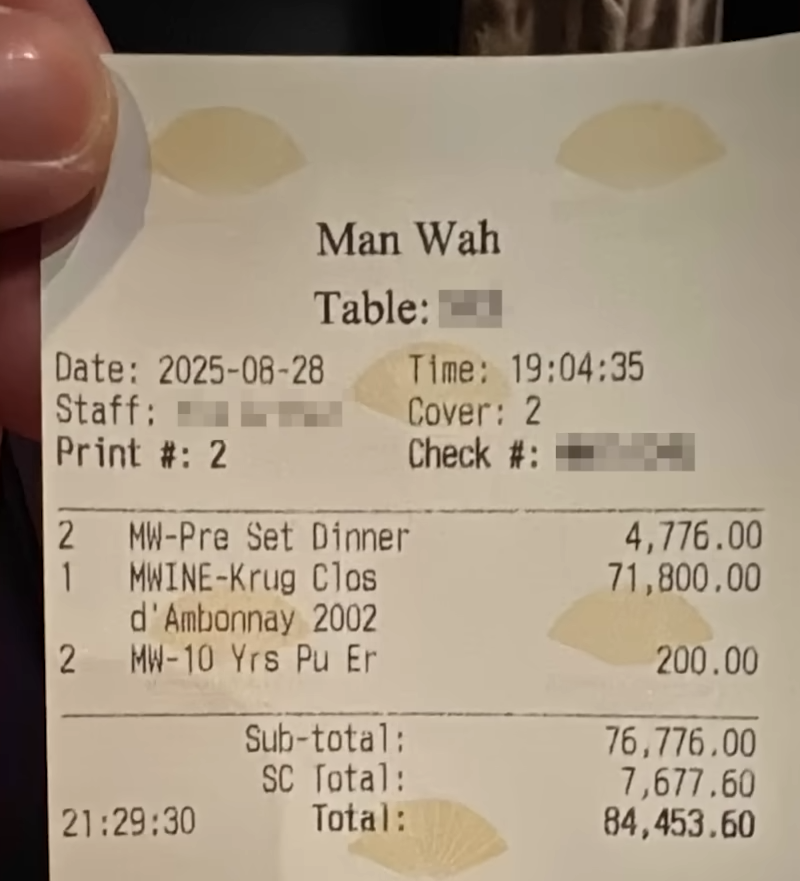 Man Wah
Table:
Date: 2025-08-28 Time: 19:04:35
Staff: Cover: 2
Print #: 2 Check #:
2 MW-Pre Set Dinner 4,776.00
1 MWINE-Krug Clos 71,800.00
d'Ambonnay 2002
2 MW-10 Yrs Pu Er 200.00
Sub-total: 76,776.00
SC Total: 7,677.60
21:29:30 Total: 84,453.60